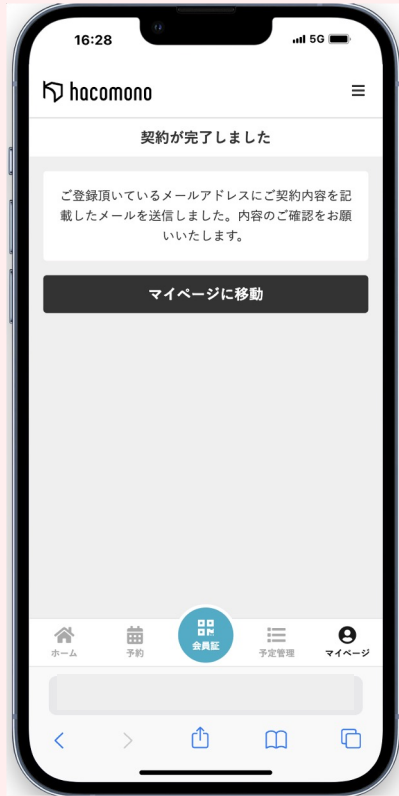 16:28
5G
hacomono
契約が完了しました
ご登録頂いているメールアドレスにご契約内容を記
載したメールを送信しました。内容のご確認をお願
いいたします。
マイページに移動
ホーム
予約
会員証
予定管理
マイページ